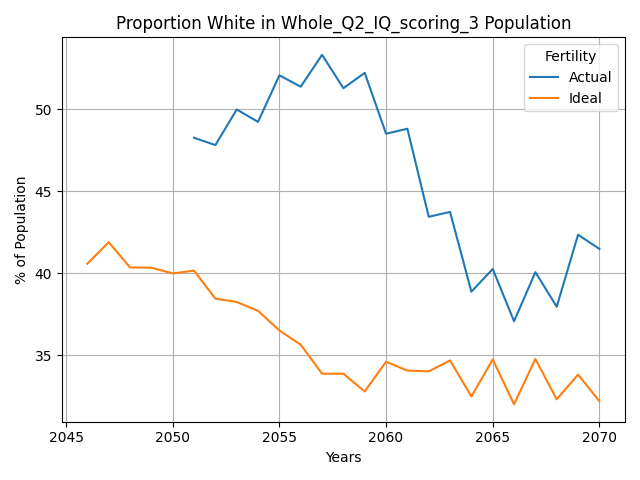 Proportion White in Whole_Q2_IQ_scoring_3 Population
Fertility
Actual
Ideal
% of Population
50
45
40
35
2045 2050 2055 2060 2065 2070
Years